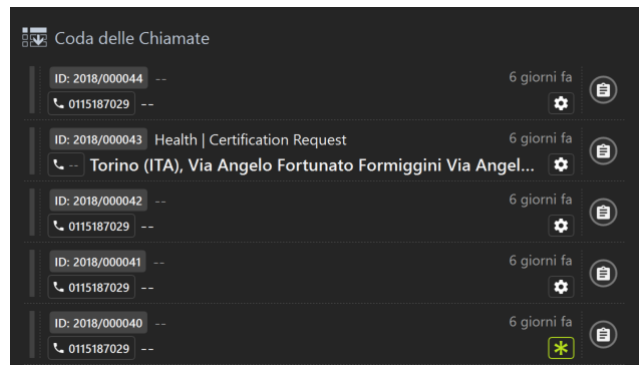 Coda delle Chiamate
ID: 2018/000044 -- 6 giorni fa
0115187029 --
ID: 2018/000043 Health | Certification Request 6 giorni fa
-- Torino (ITA), Via Angelo Fortunato Formiggini Via Angel...
ID: 2018/000042 -- 6 giorni fa
0115187029 --
ID: 2018/000041 -- 6 giorni fa
0115187029 --
ID: 2018/000040 -- 6 giorni fa
0115187029 --